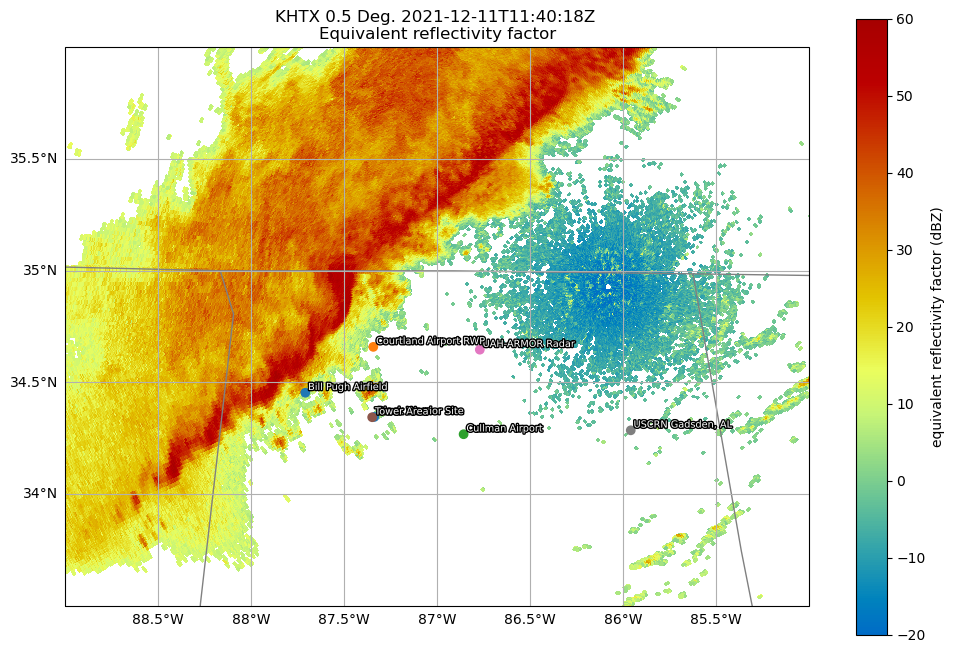 KHTX 0.5 Deg. 2021-12-11T11:40:18Z
Equivalent reflectivity factor
60
50
35.5°N
40
30
35°N
20
Courtland Airport RWP
UAH ARMOR Radar
34.5°N
Bill Pugh Airfield
10
Site
Cullman Airport
USCRN Gadsden, AL
0
34°N
−10
−20
88.5°W 88°W 87.5°W 87°W 86.5°W 86°W 85.5°W
equivalent reflectivity factor (dBZ)